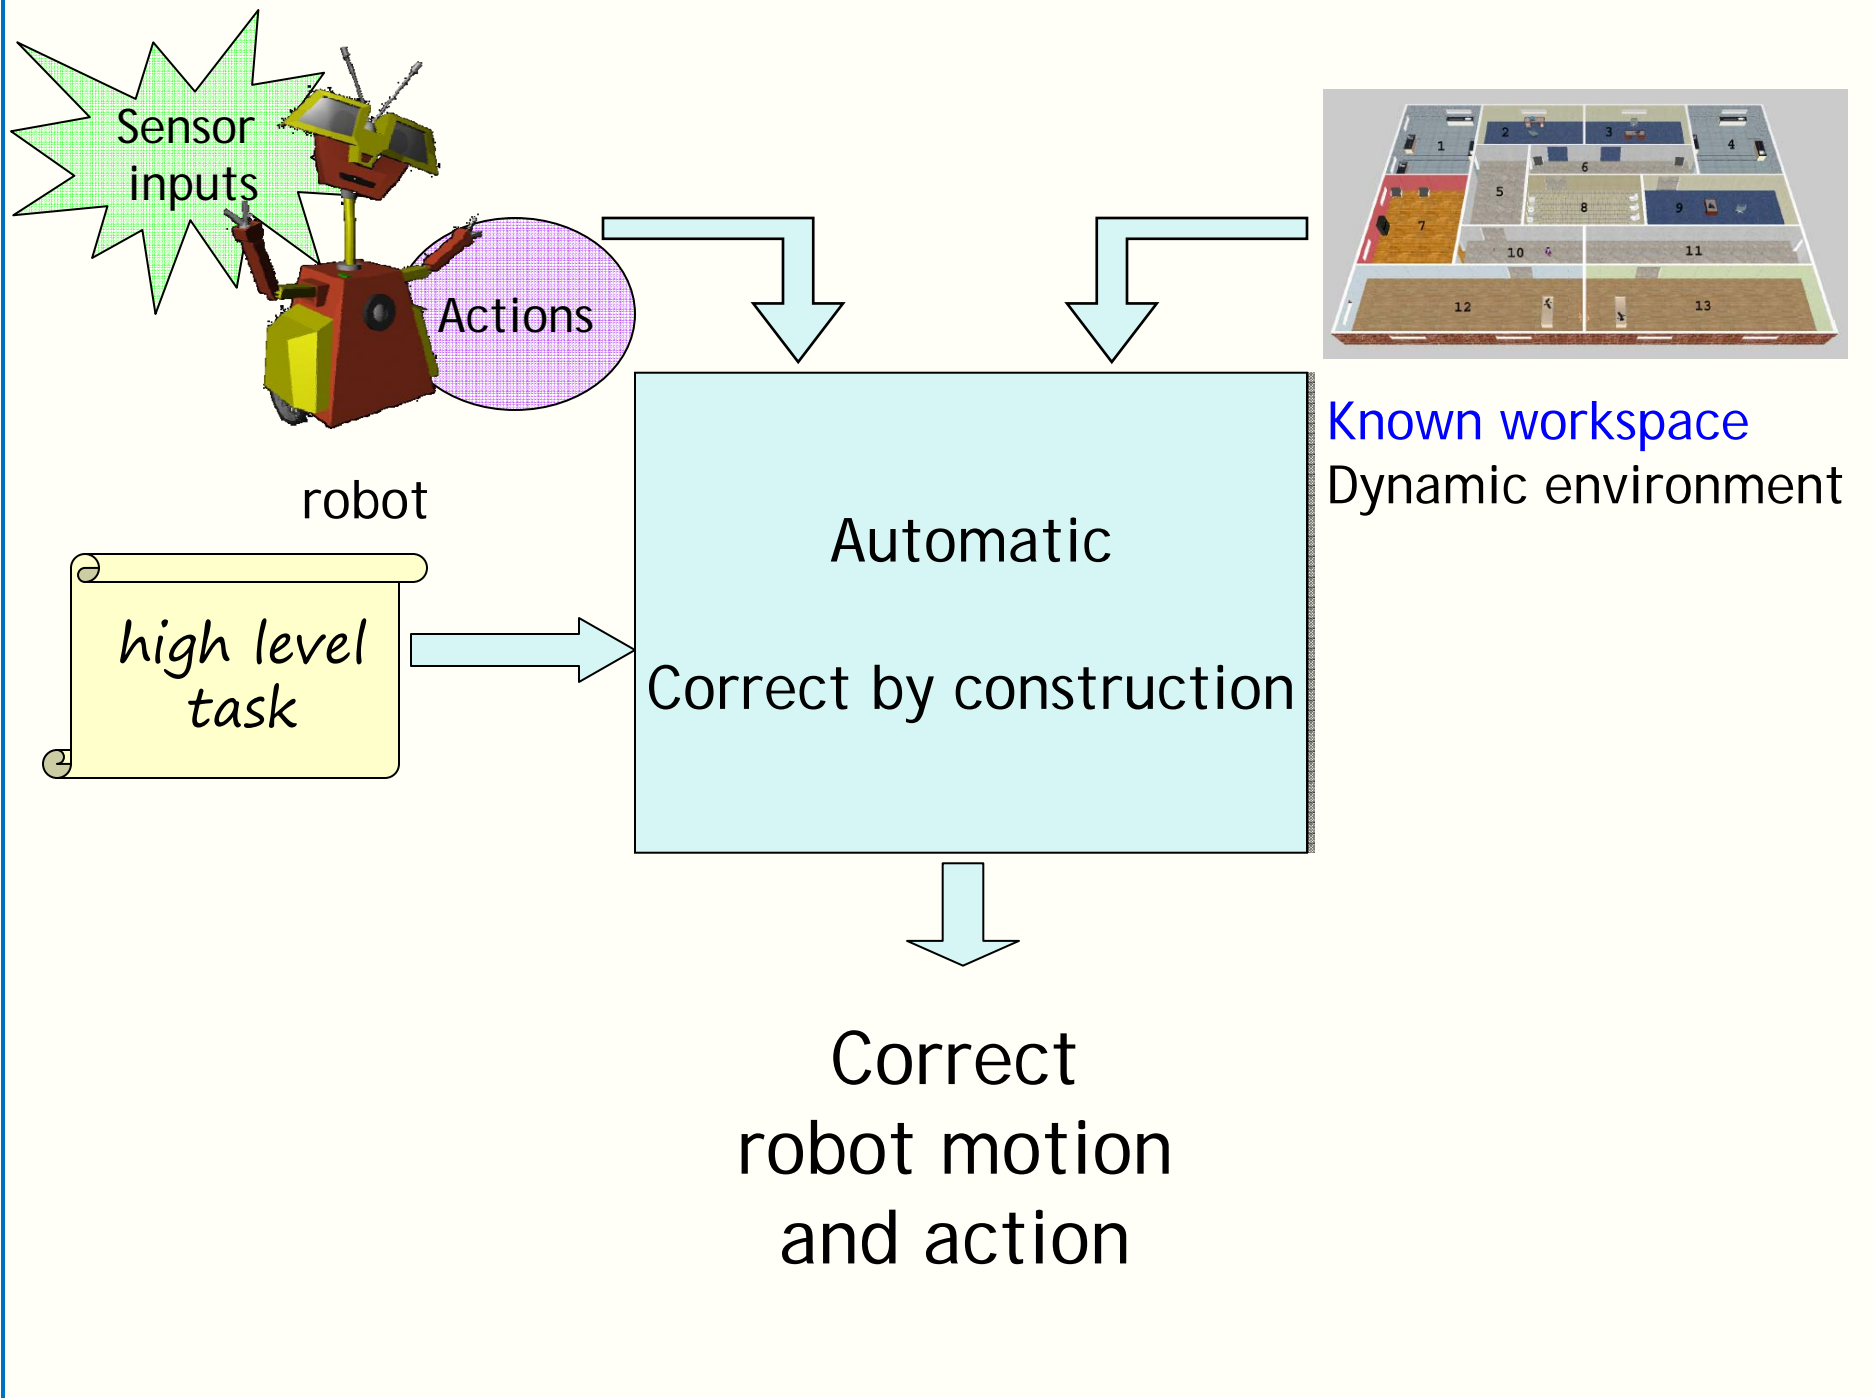 Sensor
inputs
Actions
robot
high level
task
1
2
3
4
5
6
7
8
9
10
11
12
13
Known workspace
Dynamic environment
Automatic
Correct by construction
Correct
robot motion
and action